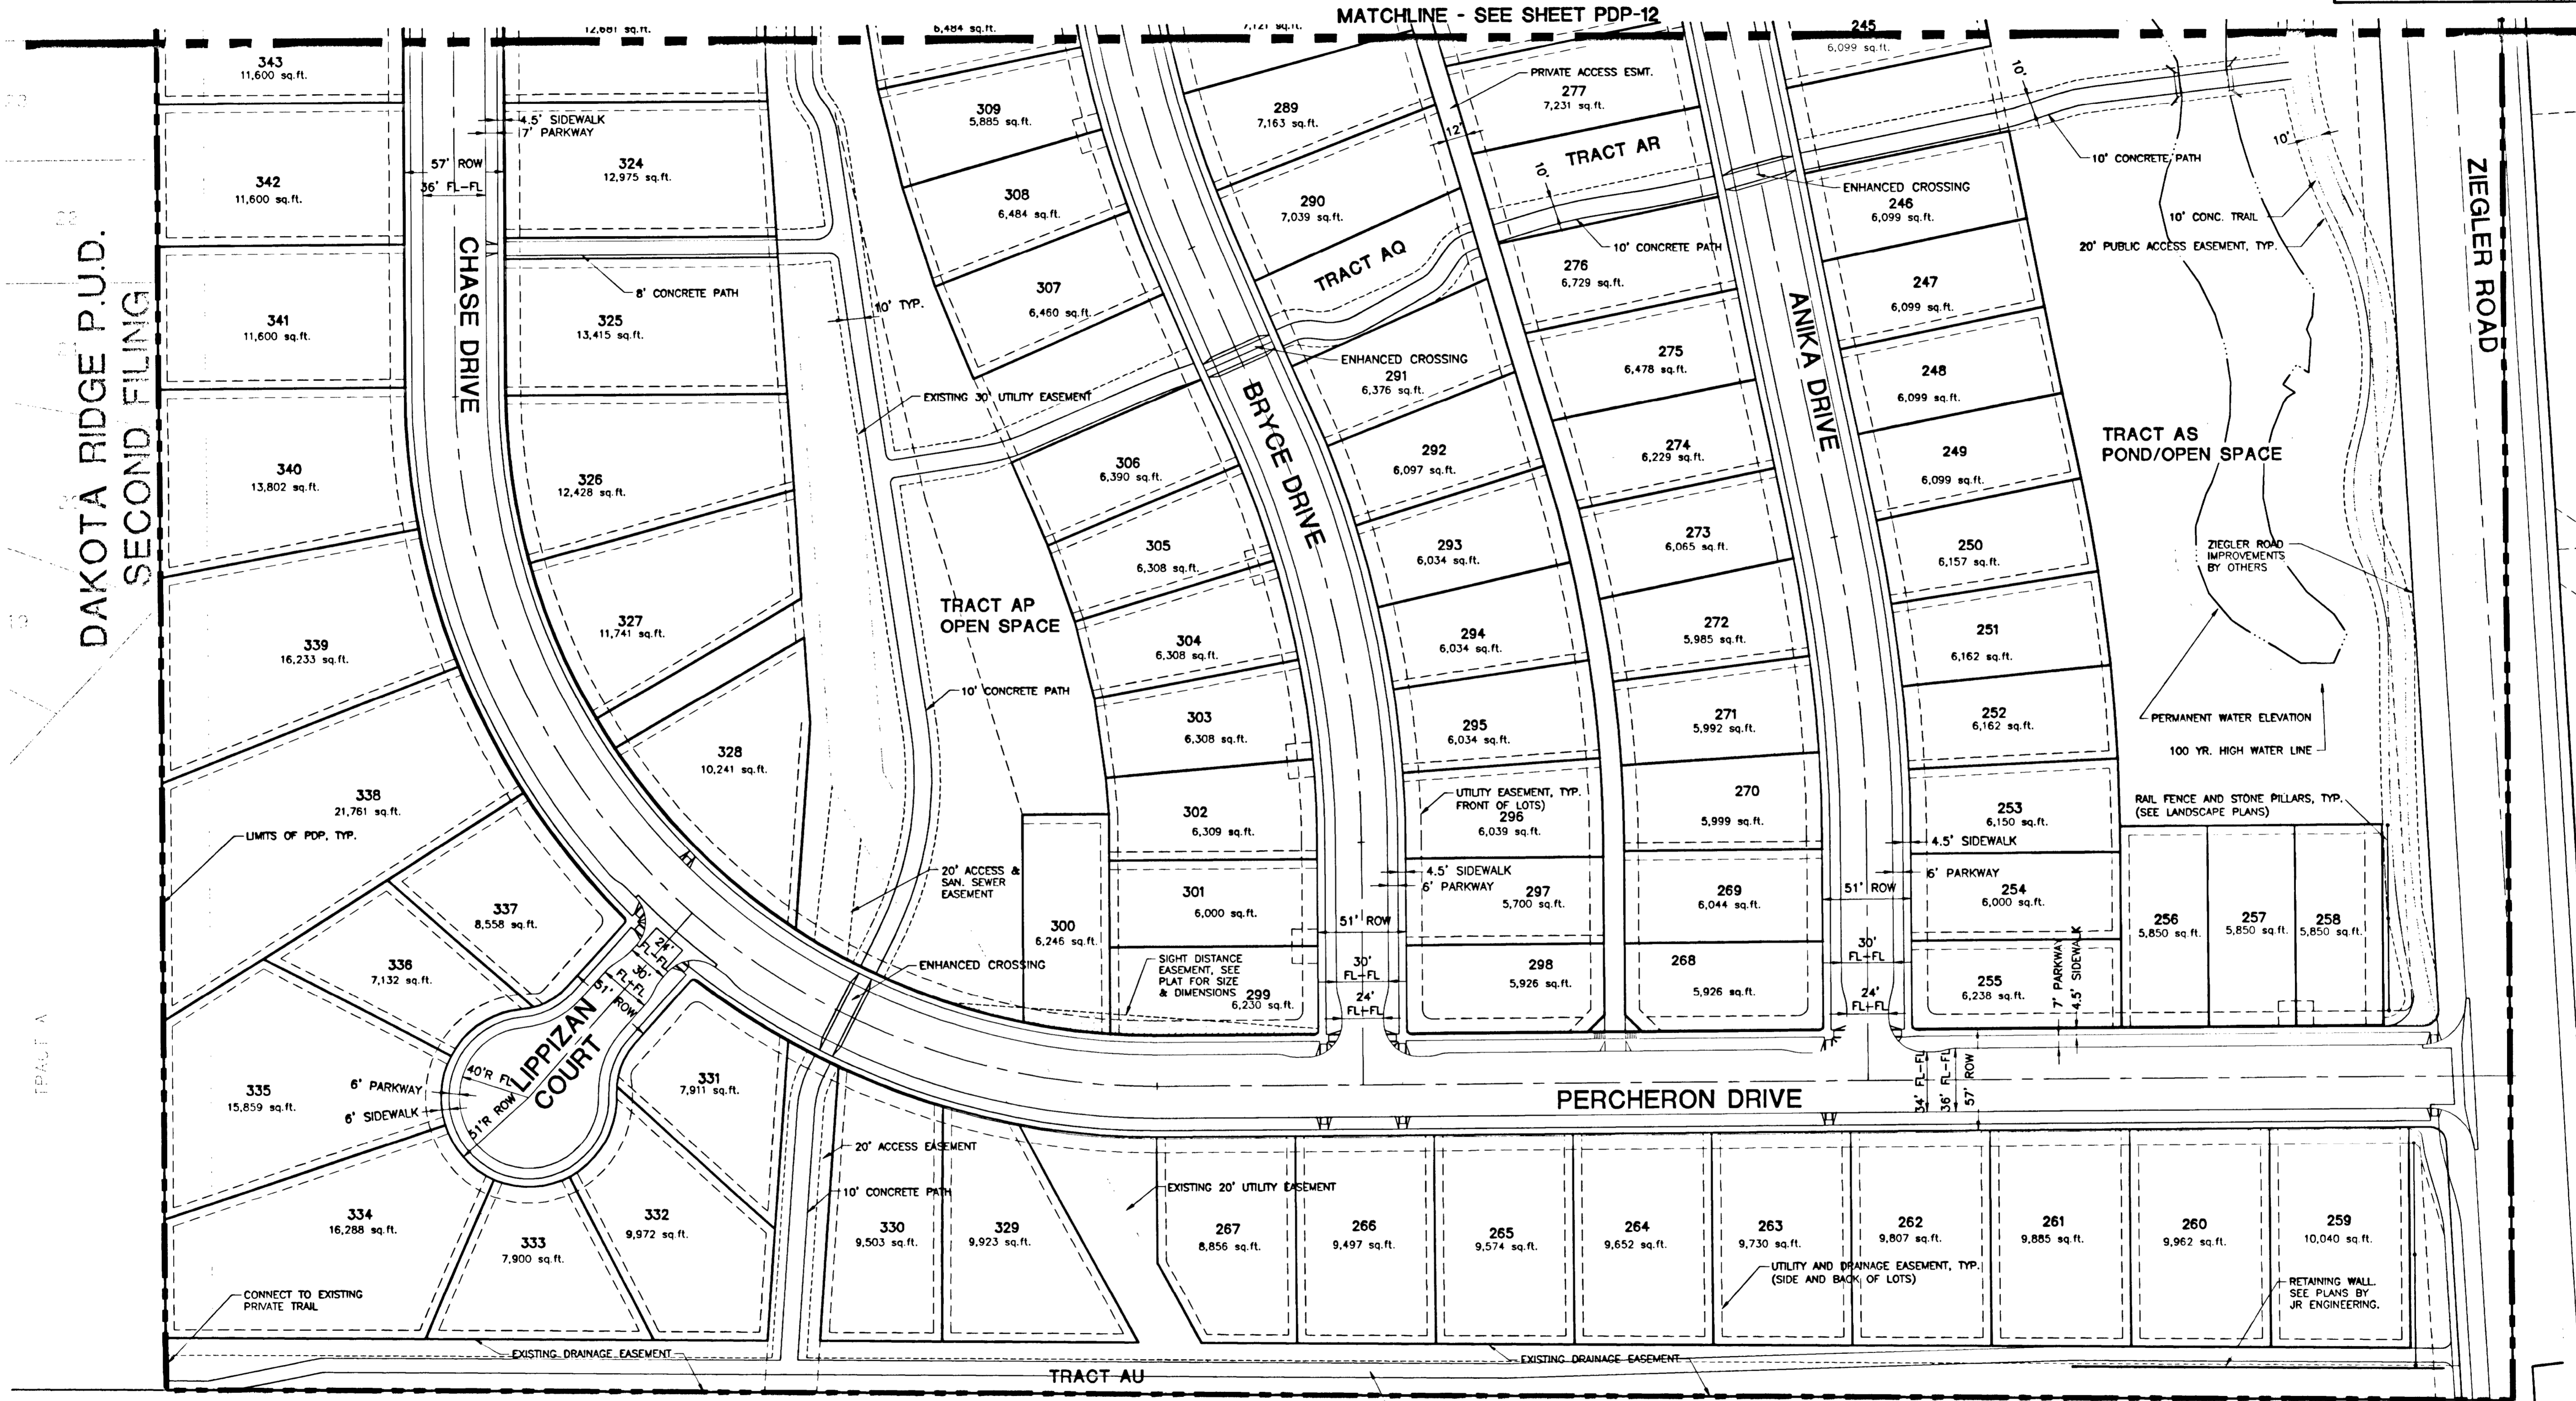 MATCHLINE - SEE SHEET PDP-12
343
11,600 sq.ft.
12,681 sq.ft.
6,484 sq.ft.
7,121 sq.ft.
245
6,099 sq.ft.
4.5' SIDEWALK
7' PARKWAY
57' ROW
36' FL-FL
342
11,600 sq.ft.
324
12,975 sq.ft.
309
5,885 sq.ft.
308
6,484 sq.ft.
307
6,460 sq.ft.
289
7,163 sq.ft.
290
7,039 sq.ft.
PRIVATE ACCESS ESMT.
277
7,231 sq.ft.
12'
TRACT AR
10'
TRACT AQ
10' CONCRETE PATH
276
6,729 sq.ft.
ENHANCED CROSSING
246
6,099 sq.ft.
10'
10' CONCRETE PATH
10'
10' CONC. TRAIL
20' PUBLIC ACCESS EASEMENT, TYP.
ZIEGLER ROAD
DAKOTA RIDGE P.U.D.
SECOND FILING
CHASE DRIVE
8' CONCRETE PATH
10' TYP.
341
11,600 sq.ft.
325
13,415 sq.ft.
EXISTING 30' UTILITY EASEMENT
ENHANCED CROSSING
291
6,376 sq.ft.
BRYCE DRIVE
275
6,478 sq.ft.
ANIKA DRIVE
247
6,099 sq.ft.
248
6,099 sq.ft.
340
13,802 sq.ft.
326
12,428 sq.ft.
306
6,390 sq.ft.
292
6,097 sq.ft.
274
6,229 sq.ft.
249
6,099 sq.ft.
TRACT AS
POND/OPEN SPACE
305
6,308 sq.ft.
293
6,034 sq.ft.
273
6,065 sq.ft.
250
6,157 sq.ft.
ZIEGLER ROAD
IMPROVEMENTS
BY OTHERS
339
16,233 sq.ft.
327
11,741 sq.ft.
TRACT AP
OPEN SPACE
304
6,308 sq.ft.
294
6,034 sq.ft.
272
5,985 sq.ft.
251
6,162 sq.ft.
10' CONCRETE PATH
303
6,308 sq.ft.
295
6,034 sq.ft.
271
5,992 sq.ft.
252
6,162 sq.ft.
PERMANENT WATER ELEVATION
100 YR. HIGH WATER LINE
328
10,241 sq.ft.
338
21,761 sq.ft.
LIMITS OF PDP, TYP.
302
6,309 sq.ft.
UTILITY EASEMENT, TYP.
FRONT OF LOTS)
296
6,039 sq.ft.
270
5,999 sq.ft.
253
6,150 sq.ft.
RAIL FENCE AND STONE PILLARS, TYP.
(SEE LANDSCAPE PLANS)
4.5' SIDEWALK
6' PARKWAY
20' ACCESS &
SAN. SEWER
EASEMENT
301
6,000 sq.ft.
4.5' SIDEWALK
6' PARKWAY
297
5,700 sq.ft.
269
6,044 sq.ft.
51' ROW
254
6,000 sq.ft.
337
8,558 sq.ft.
300
6,246 sq.ft.
51' ROW
256
5,850 sq.ft.
257
5,850 sq.ft.
258
5,850 sq.ft.
24'
FL-FL
30'
FL-FL
51' ROW
ENHANCED CROSSING
SIGHT DISTANCE
EASEMENT, SEE
PLAT FOR SIZE
& DIMENSIONS
299
6,230 sq.ft.
30'
FL-FL
24'
FL-FL
298
5,926 sq.ft.
268
5,926 sq.ft.
30'
FL-FL
24'
FL-FL
255
6,238 sq.ft.
7' PARKWAY
4.5' SIDEWALK
336
7,132 sq.ft.
LIPPIZAN
COURT
335
15,859 sq.ft.
6' PARKWAY
6' SIDEWALK
40'R FL
51'R ROW
331
7,911 sq.ft.
PERCHERON DRIVE
34' FL-FL
36' FL-FL
57' ROW
TRACT A
20' ACCESS EASEMENT
10' CONCRETE PATH
EXISTING 20' UTILITY EASEMENT
334
16,288 sq.ft.
333
7,900 sq.ft.
332
9,972 sq.ft.
330
9,503 sq.ft.
329
9,923 sq.ft.
267
8,856 sq.ft.
266
9,497 sq.ft.
265
9,574 sq.ft.
264
9,652 sq.ft.
263
9,730 sq.ft.
262
9,807 sq.ft.
261
9,885 sq.ft.
260
9,962 sq.ft.
259
10,040 sq.ft.
UTILITY AND DRAINAGE EASEMENT, TYP.
(SIDE AND BACK OF LOTS)
RETAINING WALL.
SEE PLANS BY
JR ENGINEERING.
CONNECT TO EXISTING
PRIVATE TRAIL
EXISTING DRAINAGE EASEMENT
EXISTING DRAINAGE EASEMENT
TRACT AU